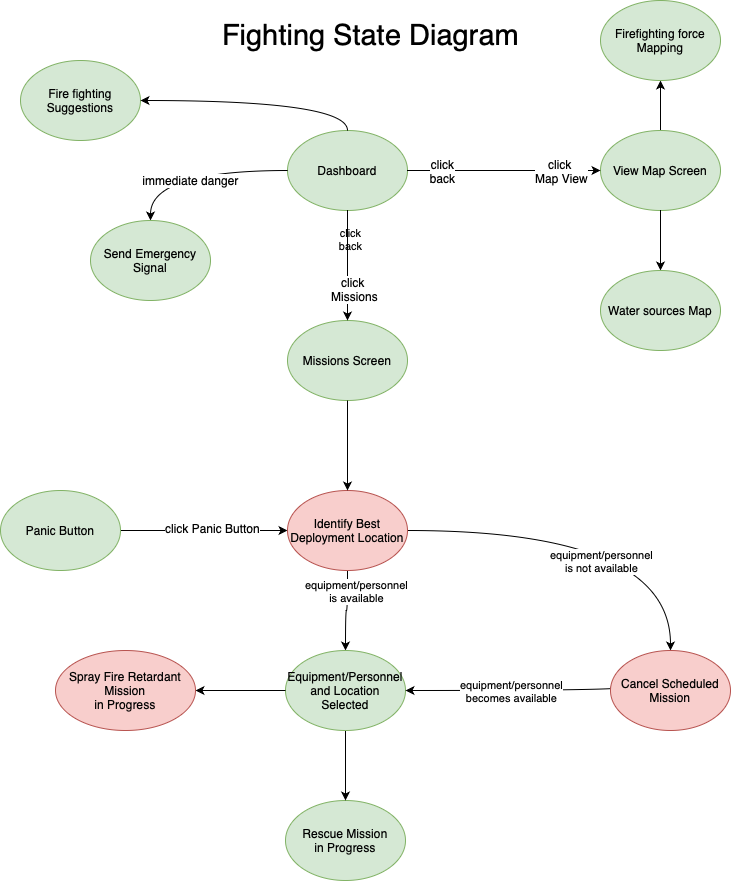 Fighting State Diagram
Firefighting force
Mapping
Fire fighting
Suggestions
Dashboard
click
back
click
Map View
View Map Screen
immediate danger
Send Emergency
Signal
click
back
click
Missions
Water sources Map
Missions Screen
Panic Button
click Panic Button
Identify Best
Deployment Location
equipment/personnel
is not available
equipment/personnel
is available
Spray Fire Retardant
Mission
in Progress
Equipment/Personnel
and Location
Selected
equipment/personnel
becomes available
Cancel Scheduled
Mission
Rescue Mission
in Progress